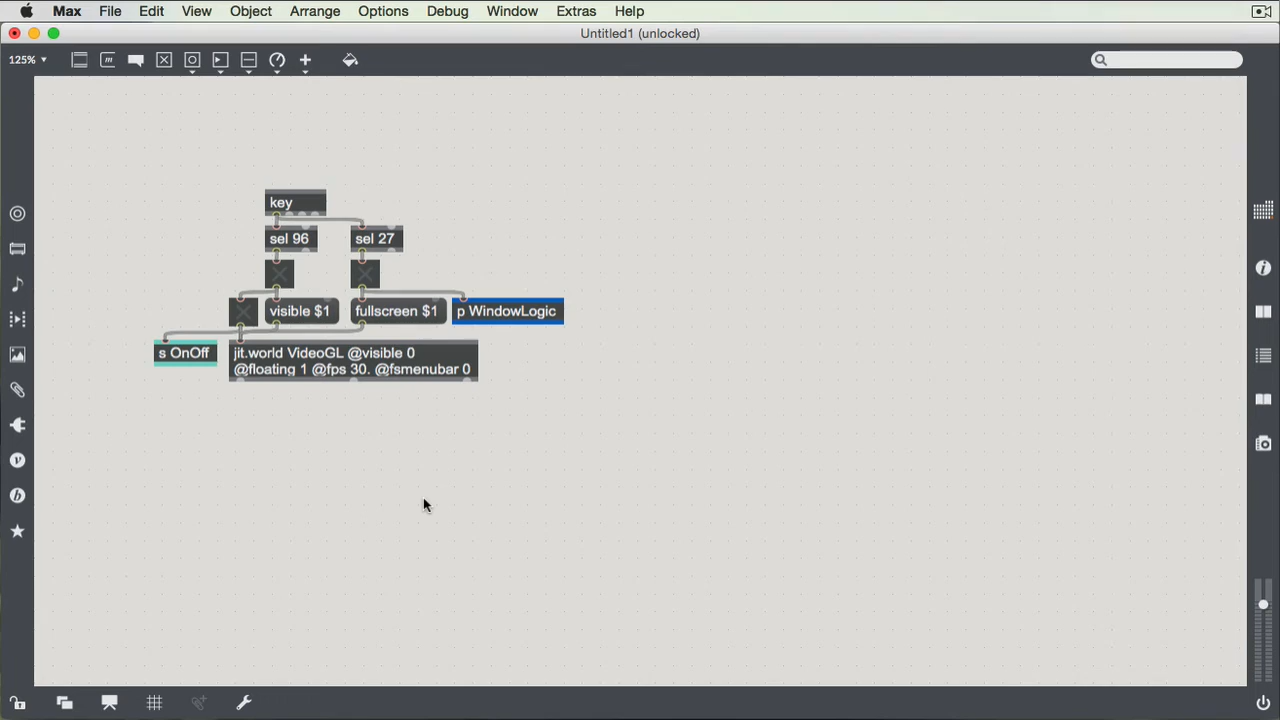 Max File Edit View Object Arrange Options Debug Window Extras Help
Untitled1 (unlocked)
125%
key
sel 96 sel 27
visible $1 fullscreen $1 p WindowLogic
s OnOff
jit.world VideoGL @visible 0
@floating 1 @fps 30. @fsmenubar 0